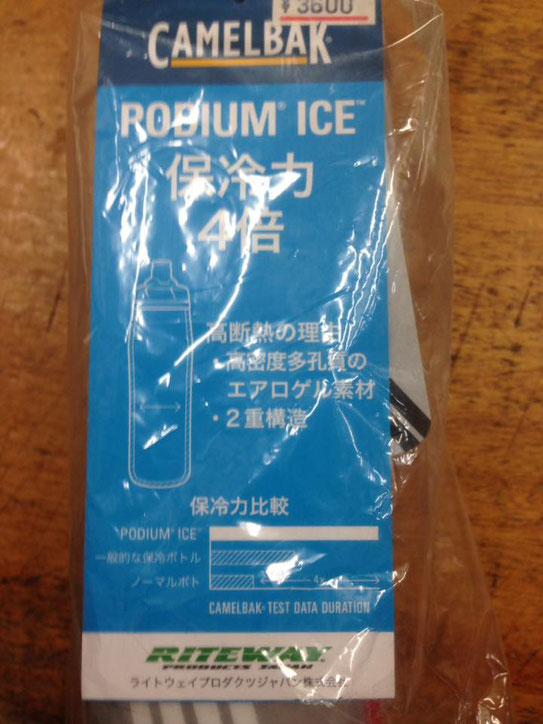 ¥3600
CAMELBAK
PODIUM® ICE™
保冷力
4倍
高断熱の理由
・高密度多孔質の
エアロゲル素材
・2重構造
保冷力比較
PODIUM® ICE™
一般的な保冷ボトル
ノーマルボト
4x
CAMELBAK® TEST DATA DURATION
RITEWAY
PRODUCTS JAPAN
ライトウェイプロダクツジャパン株式会社